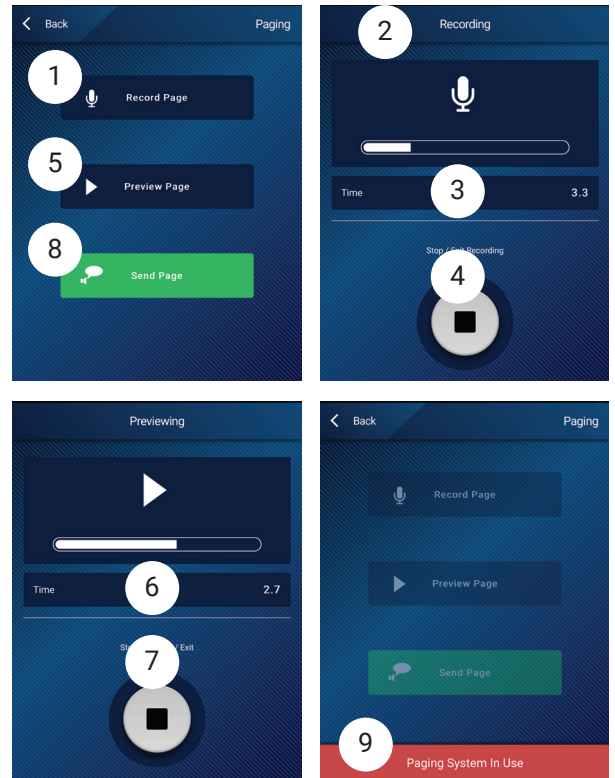 Back Paging
1
Record Page
5
Preview Page
8
Send Page
2
Recording
Time 3 3.3
Stop / Exit Recording
4
Previewing
Time 6 2.7
/ Exit
7
Back Paging
Record Page
Preview Page
Send Page
9
Paging System In Use